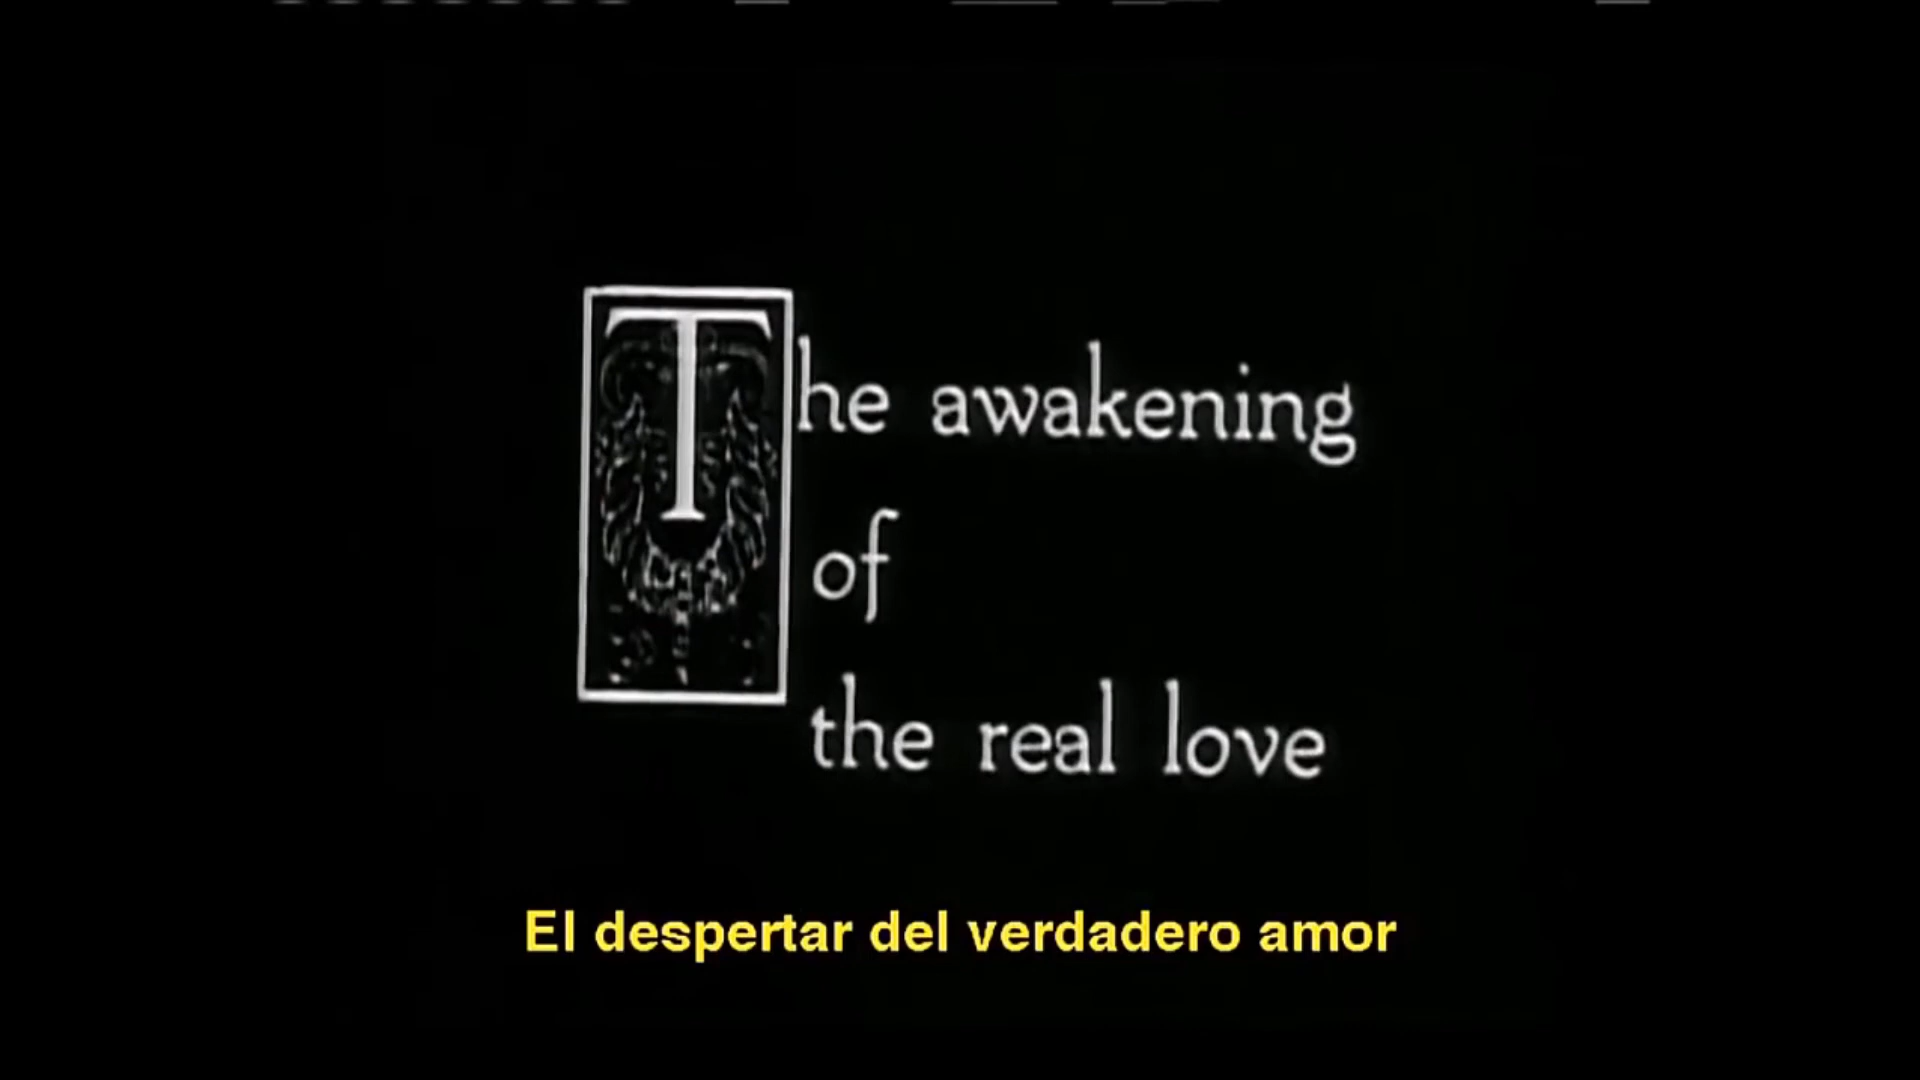 The awakening
of
the real love
El despertar del verdadero amor